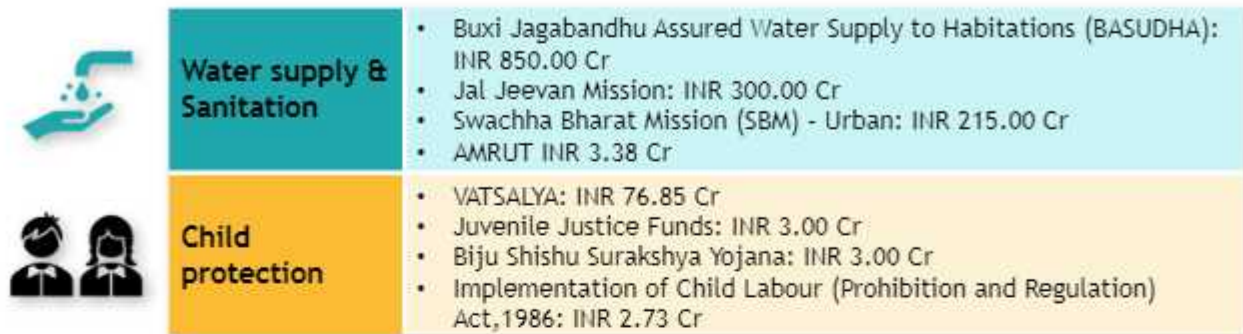 Water supply &
Sanitation
• Buxi Jagabandhu Assured Water Supply to Habitations (BASUDHA):
INR 850.00 Cr
• Jal Jeevan Mission: INR 300.00 Cr
• Swachha Bharat Mission (SBM) - Urban: INR 215.00 Cr
• AMRUT INR 3.38 Cr
Child
protection
• VATSALYA: INR 76.85 Cr
• Juvenile Justice Funds: INR 3.00 Cr
• Biju Shishu Surakshya Yojana: INR 3.00 Cr
• Implementation of Child Labour (Prohibition and Regulation)
Act,1986: INR 2.73 Cr